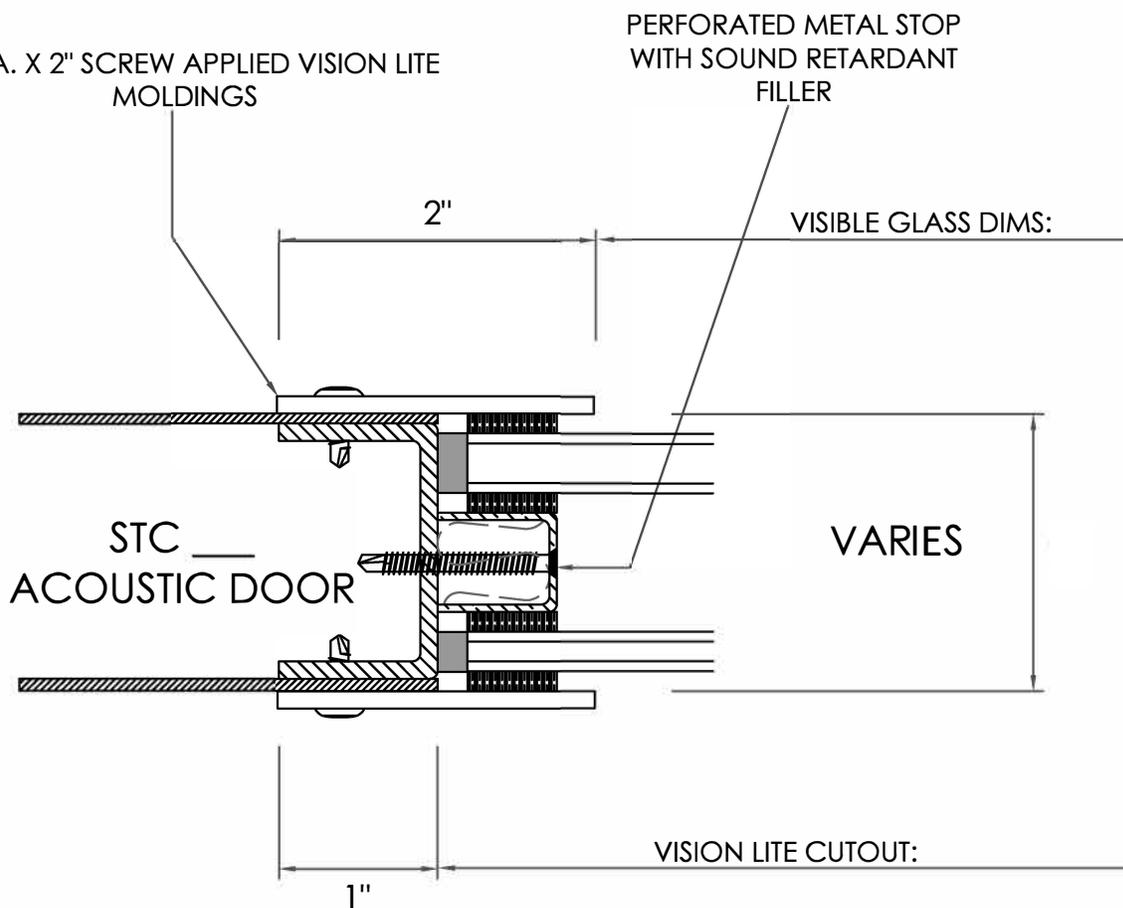 A. X 2" SCREW APPLIED VISION LITE
MOLDINGS
PERFORATED METAL STOP
WITH SOUND RETARDANT
FILLER
2"
VISIBLE GLASS DIMS:
STC ___
ACOUSTIC DOOR
VARIES
VISION LITE CUTOUT:
1"